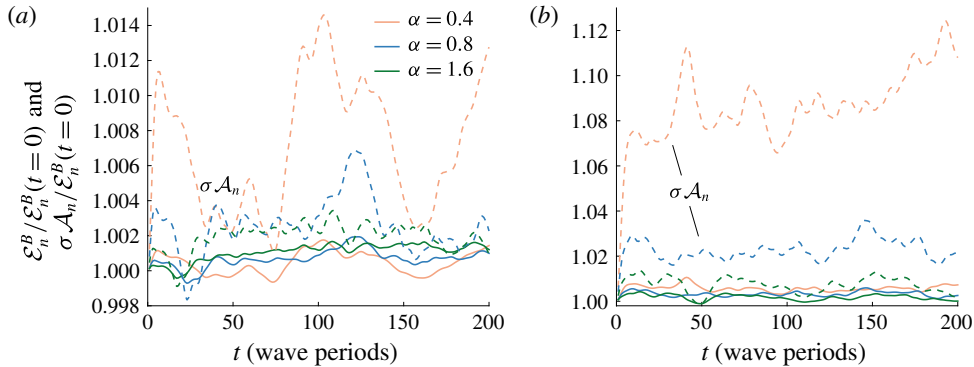 (a)
(b)
ℰₙᴮ/ℰₙᴮ(t = 0) and
σ𝒜ₙ/ℰₙᴮ(t = 0)
1.014
1.012
1.010
1.008
1.006
1.004
1.002
1.000
0.998
α = 0.4
α = 0.8
α = 1.6
σ𝒜ₙ
0
50
100
150
200
t (wave periods)
1.12
1.10
1.08
1.06
1.04
1.02
1.00
σ𝒜ₙ
0
50
100
150
200
t (wave periods)